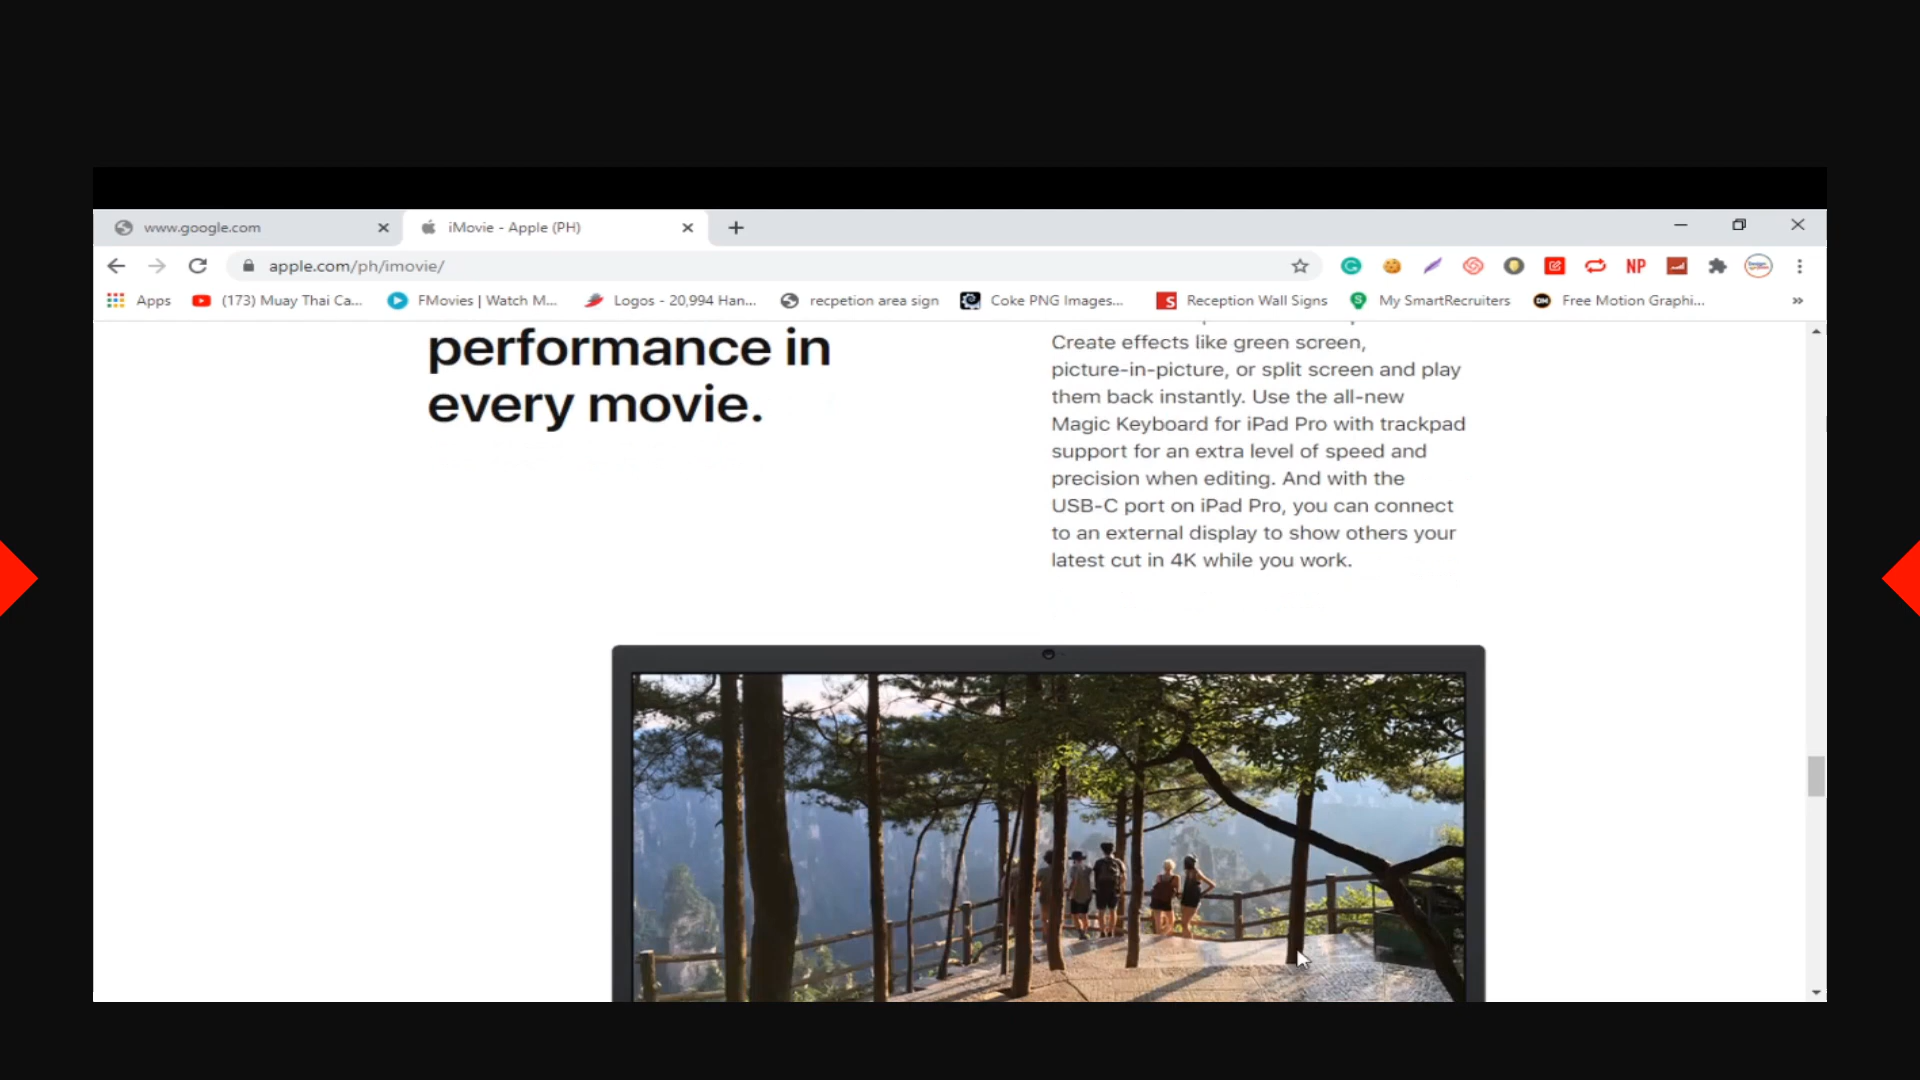 www.google.com
iMovie - Apple (PH)
apple.com/ph/imovie/
NP
Apps
(173) Muay Thai Ca...
FMovies | Watch M...
Logos - 20,994 Han...
recpetion area sign
Coke PNG Images...
S
Reception Wall Signs
S
My SmartRecruiters
Free Motion Graphi...
performance in
every movie.
Create effects like green screen,
picture-in-picture, or split screen and play
them back instantly. Use the all-new
Magic Keyboard for iPad Pro with trackpad
support for an extra level of speed and
precision when editing. And with the
USB-C port on iPad Pro, you can connect
to an external display to show others your
latest cut in 4K while you work.